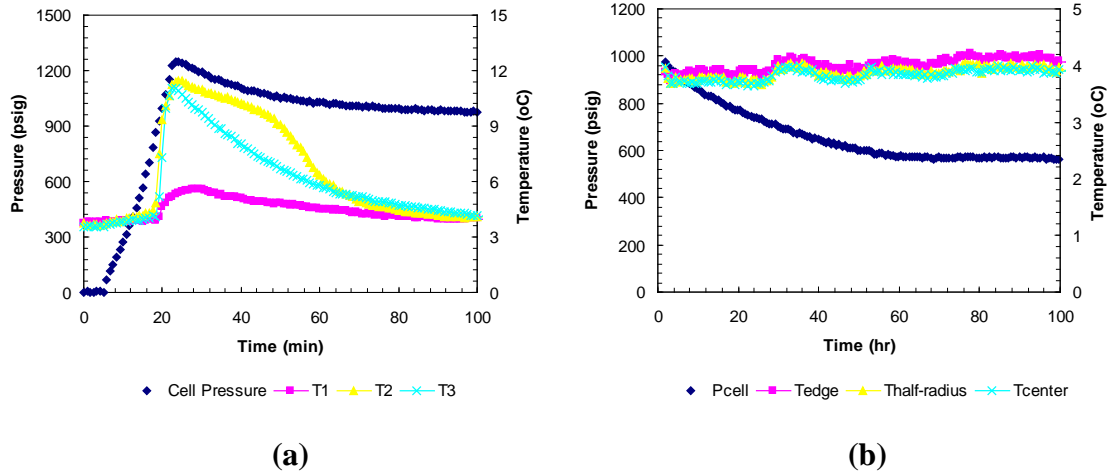 1500
1200
900
600
300
0
Pressure (psig)
15
12
9
6
3
0
Temperature (oC)
0 20 40 60 80 100
Time (min)
Cell Pressure T1 T2 T3
(a)
1200
1000
800
600
400
200
0
Pressure (psig)
5
4
3
2
1
0
Temperature (oC)
0 20 40 60 80 100
Time (hr)
Pcell Tedge Thalf-radius Tcenter
(b)